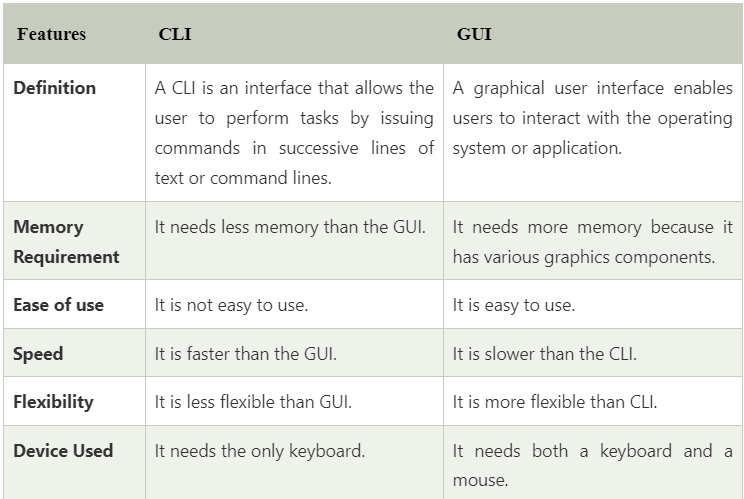 Features CLI GUI
Definition A CLI is an interface that allows the A graphical user interface enables
user to perform tasks by issuing users to interact with the operating
commands in successive lines of system or application.
text or command lines.
Memory It needs less memory than the GUI. It needs more memory because it
Requirement has various graphics components.
Ease of use It is not easy to use. It is easy to use.
Speed It is faster than the GUI. It is slower than the CLI.
Flexibility It is less flexible than GUI. It is more flexible than CLI.
Device Used It needs the only keyboard. It needs both a keyboard and a
mouse.